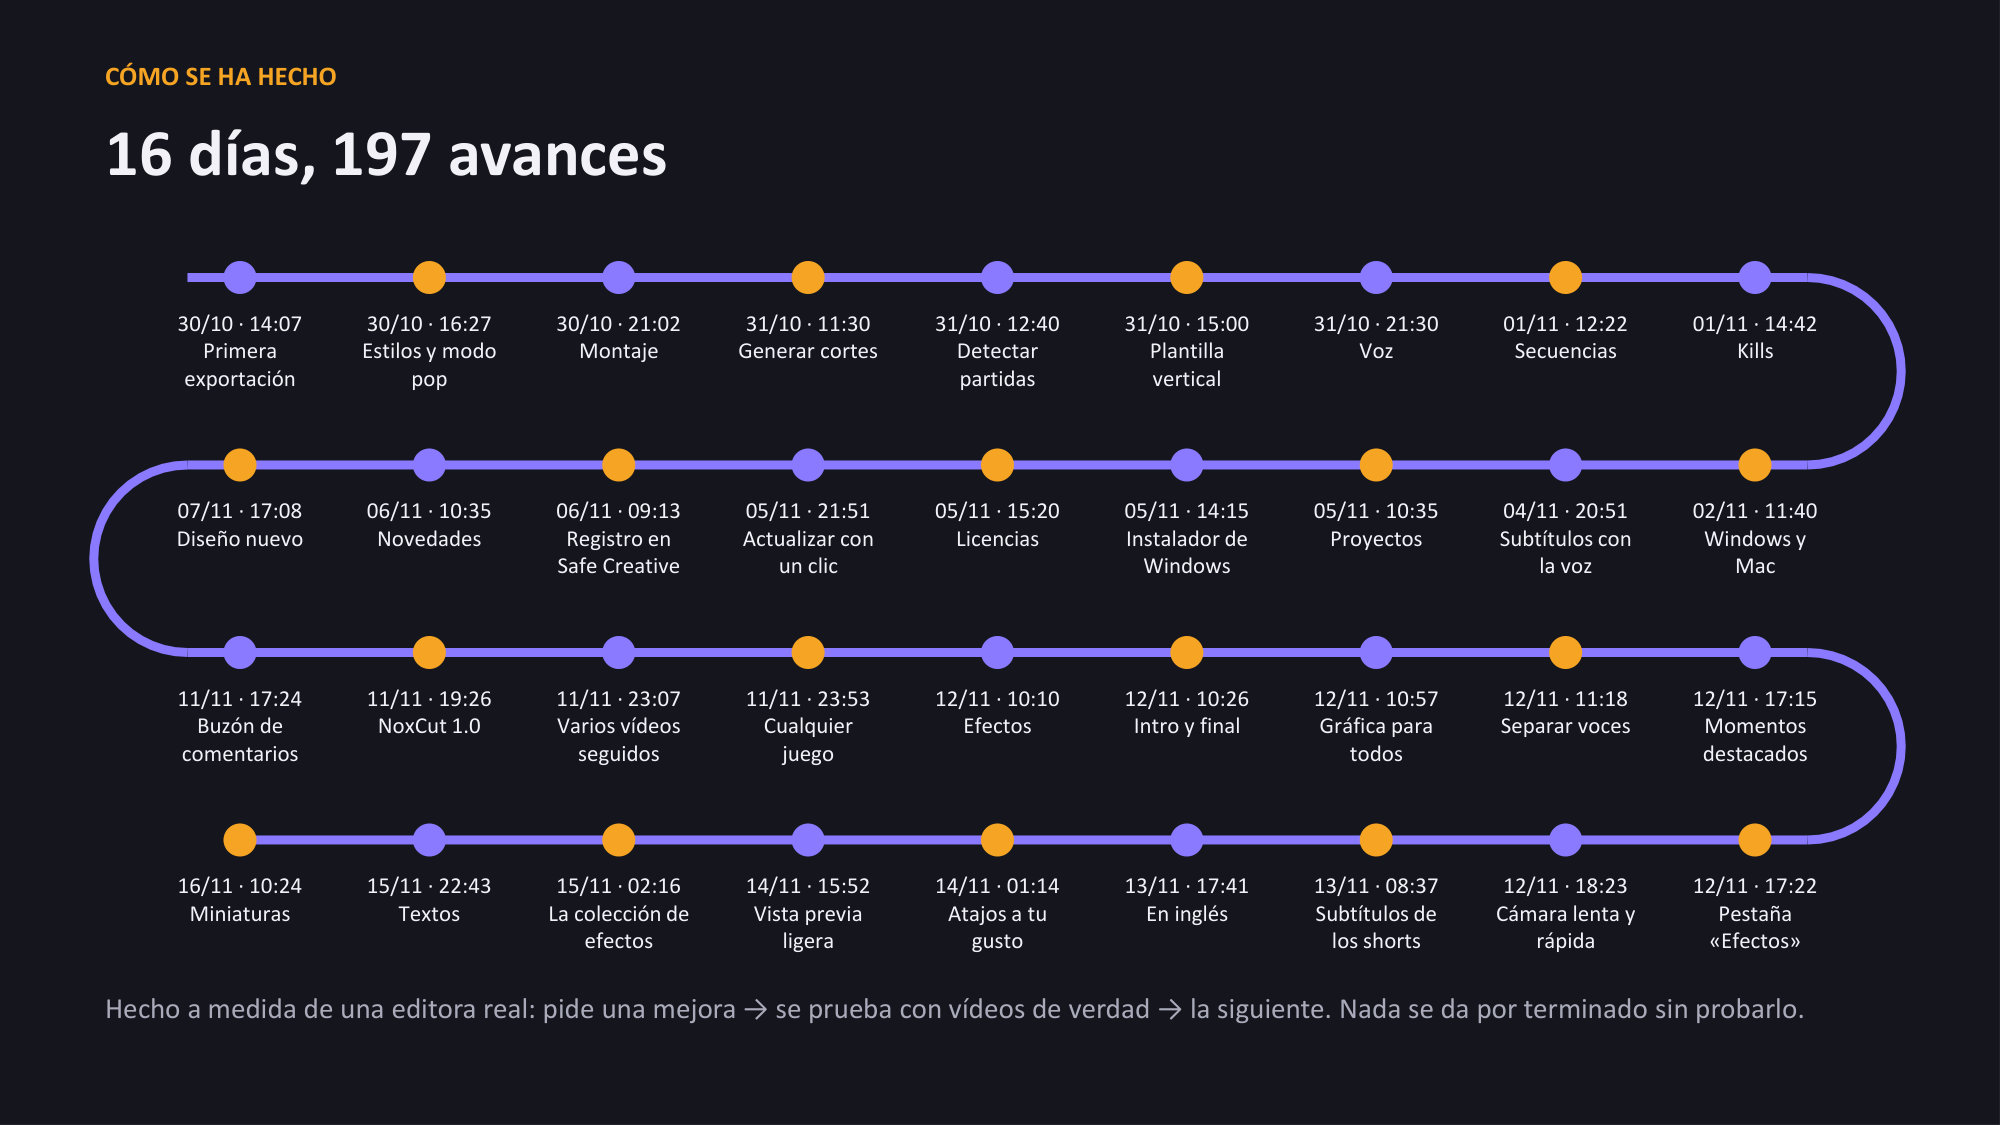 CÓMO SE HA HECHO
16 días, 197 avances
30/10 · 14:07
Primera
exportación
30/10 · 16:27
Estilos y modo
pop
30/10 · 21:02
Montaje
31/10 · 11:30
Generar cortes
31/10 · 12:40
Detectar
partidas
31/10 · 15:00
Plantilla
vertical
31/10 · 21:30
Voz
01/11 · 12:22
Secuencias
01/11 · 14:42
Kills
07/11 · 17:08
Diseño nuevo
06/11 · 10:35
Novedades
06/11 · 09:13
Registro en
Safe Creative
05/11 · 21:51
Actualizar con
un clic
05/11 · 15:20
Licencias
05/11 · 14:15
Instalador de
Windows
05/11 · 10:35
Proyectos
04/11 · 20:51
Subtítulos con
la voz
02/11 · 11:40
Windows y
Mac
11/11 · 17:24
Buzón de
comentarios
11/11 · 19:26
NoxCut 1.0
11/11 · 23:07
Varios vídeos
seguidos
11/11 · 23:53
Cualquier
juego
12/11 · 10:10
Efectos
12/11 · 10:26
Intro y final
12/11 · 10:57
Gráfica para
todos
12/11 · 11:18
Separar voces
12/11 · 17:15
Momentos
destacados
16/11 · 10:24
Miniaturas
15/11 · 22:43
Textos
15/11 · 02:16
La colección de
efectos
14/11 · 15:52
Vista previa
ligera
14/11 · 01:14
Atajos a tu
gusto
13/11 · 17:41
En inglés
13/11 · 08:37
Subtítulos de
los shorts
12/11 · 18:23
Cámara lenta y
rápida
12/11 · 17:22
Pestaña
«Efectos»
Hecho a medida de una editora real: pide una mejora → se prueba con vídeos de verdad → la siguiente. Nada se da por terminado sin probarlo.